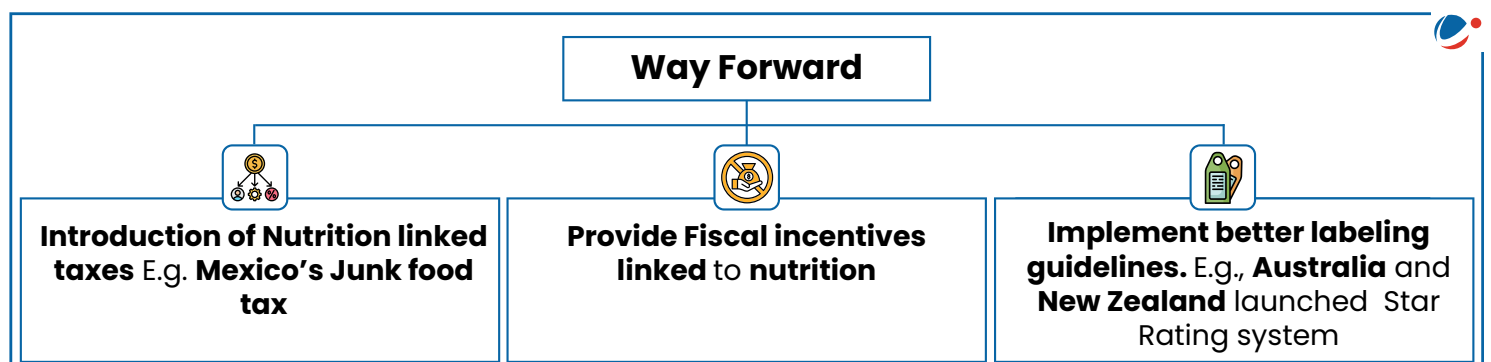 Way Forward
Introduction of Nutrition linked
taxes E.g. Mexico's Junk food
tax
Provide Fiscal incentives
linked to nutrition
Implement better labeling
guidelines. E.g., Australia and
New Zealand launched Star
Rating system